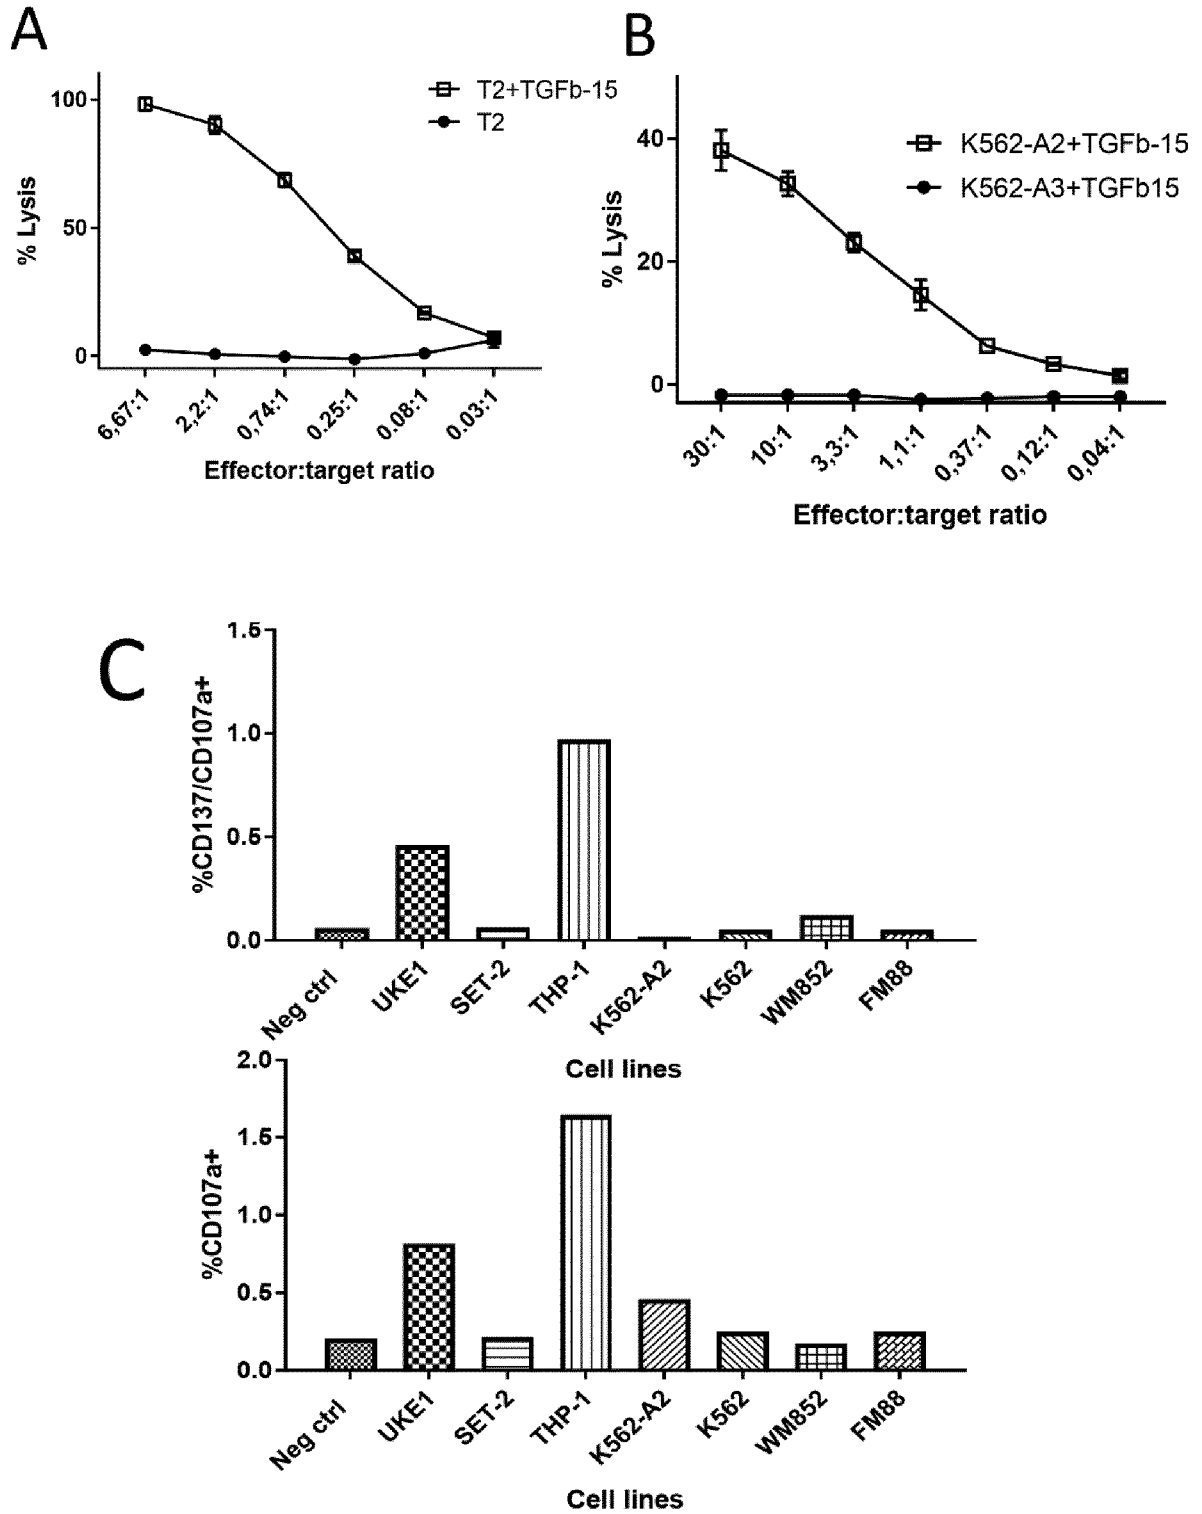 A
100
50
0
% Lysis
T2+TGFb-15
T2
6,67:1
2,2:1
0,74:1
0.25:1
0.08:1
0.03:1
Effector:target ratio
B
40
20
0
% Lysis
K562-A2+TGFb-15
K562-A3+TGFb15
30:1
10:1
3,3:1
1,1:1
0,37:1
0,12:1
0,04:1
Effector:target ratio
C
1.5
1.0
0.5
0.0
%CD137/CD107a+
Neg ctrl
UKE1
SET-2
THP-1
K562-A2
K562
WM852
FM88
Cell lines
2.0
1.5
1.0
0.5
0.0
%CD107a+
Neg ctrl
UKE1
SET-2
THP-1
K562-A2
K562
WM852
FM88
Cell lines